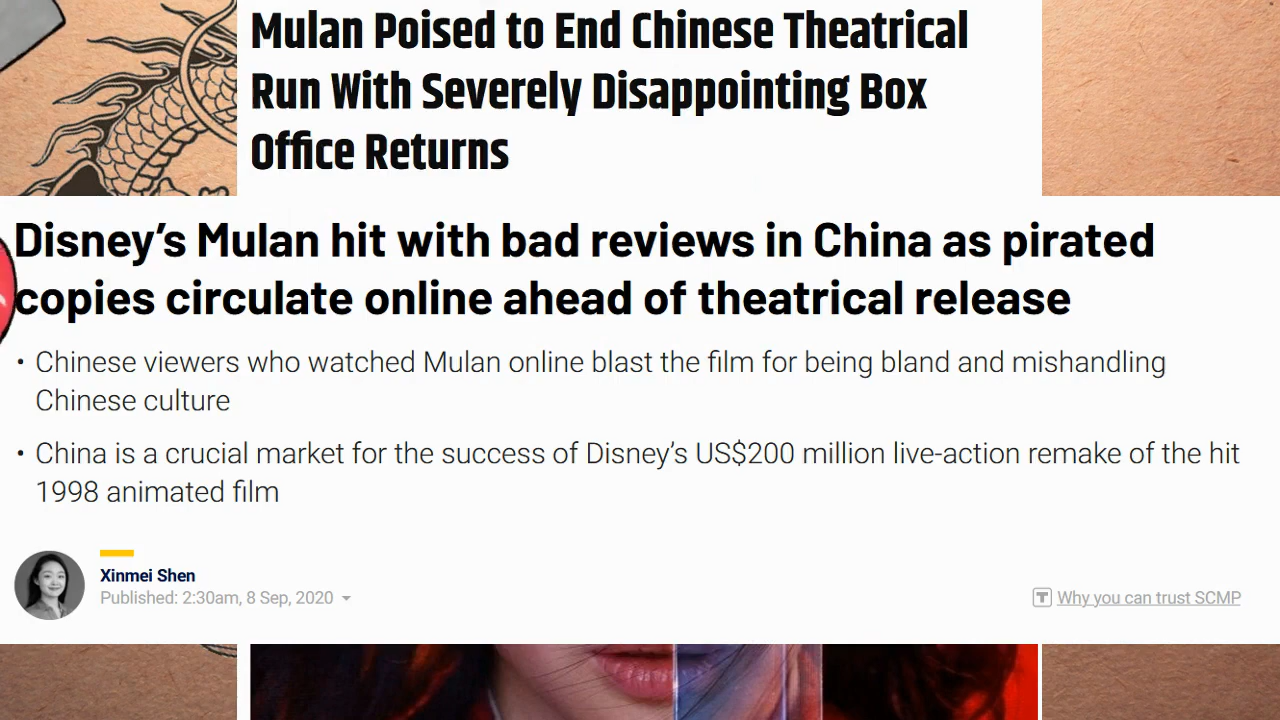 Mulan Poised to End Chinese Theatrical
Run With Severely Disappointing Box
Office Returns
Disney’s Mulan hit with bad reviews in China as pirated
copies circulate online ahead of theatrical release
• Chinese viewers who watched Mulan online blast the film for being bland and mishandling
Chinese culture
• China is a crucial market for the success of Disney’s US$200 million live-action remake of the hit
1998 animated film
Xinmei Shen
Published: 2:30am, 8 Sep, 2020
T Why you can trust SCMP